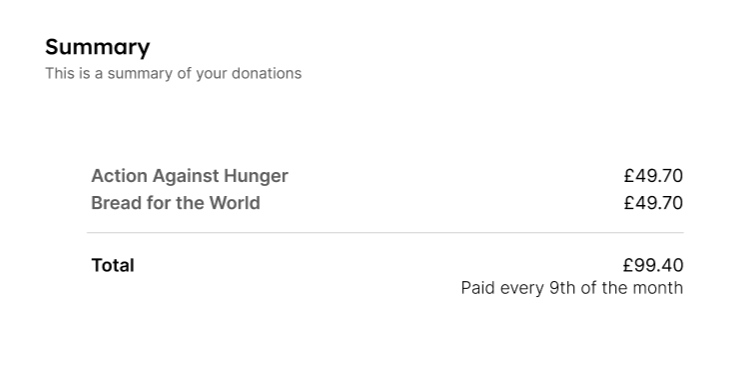 Summary
This is a summary of your donations
Action Against Hunger £49.70
Bread for the World £49.70
Total £99.40
Paid every 9th of the month